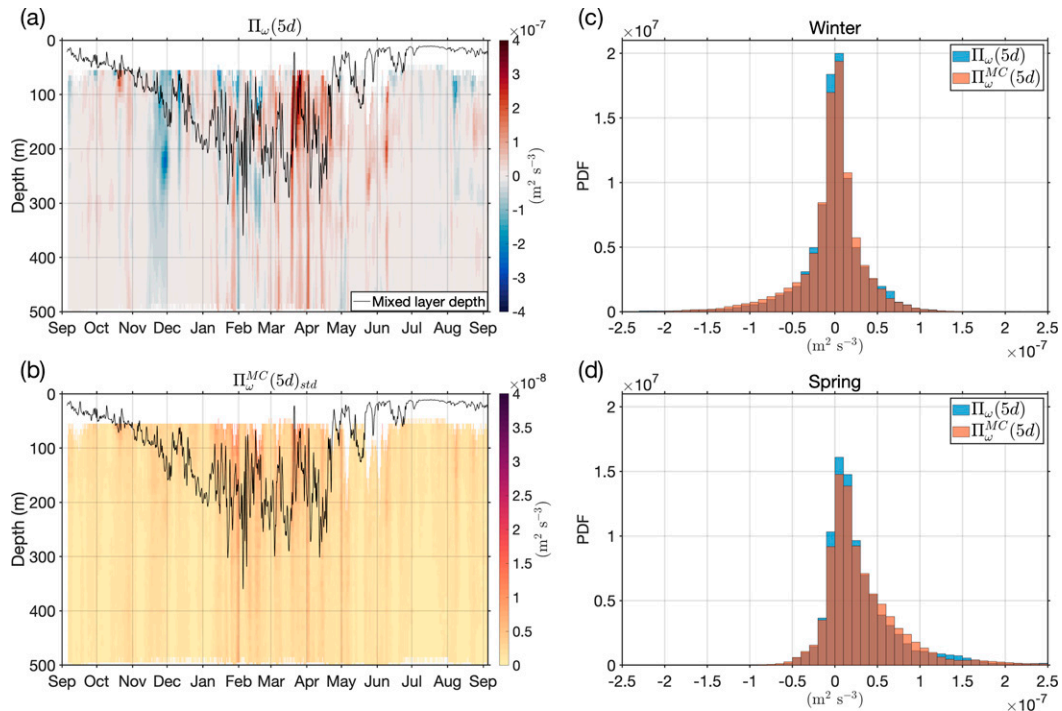 (a)
Π_ω(5d)
×10^-7
0
100
200
300
400
500
Depth (m)
Sep Oct Nov Dec Jan Feb Mar Apr May Jun Jul Aug Sep
Mixed layer depth
4
3
2
1
0
-1
-2
-3
-4
(m² s⁻³)
(b)
Π_ω^MC(5d)_std
×10^-8
0
100
200
300
400
500
Depth (m)
Sep Oct Nov Dec Jan Feb Mar Apr May Jun Jul Aug Sep
4
3.5
3
2.5
2
1.5
1
0.5
0
(m² s⁻³)
(c)
Winter
×10^7
2
1.5
1
0.5
0
PDF
Π_ω(5d)
Π_ω^MC(5d)
-2.5 -2 -1.5 -1 -0.5 0 0.5 1 1.5 2 2.5
(m² s⁻³)
×10^-7
(d)
Spring
×10^7
2
1.5
1
0.5
0
PDF
Π_ω(5d)
Π_ω^MC(5d)
-2.5 -2 -1.5 -1 -0.5 0 0.5 1 1.5 2 2.5
(m² s⁻³)
×10^-7